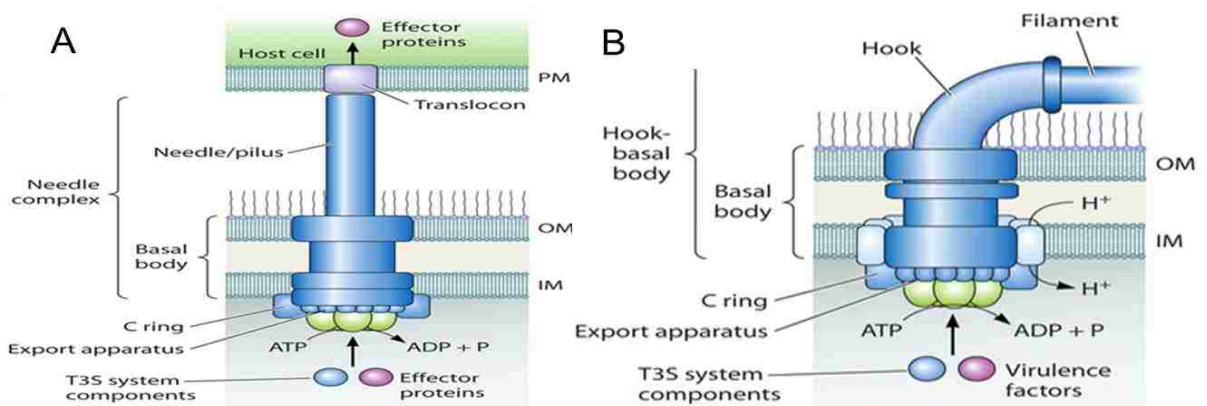 A
Effector
proteins
Host cell
PM
Translocon
Needle/pilus
Needle
complex
OM
Basal
body
IM
C ring
Export apparatus
ATP
ADP + P
T3S system
components
Effector
proteins
B
Filament
Hook
Hook-
basal
body
OM
Basal
body
H⁺
IM
C ring
H⁺
Export apparatus
ATP
ADP + P
T3S system
components
Virulence
factors